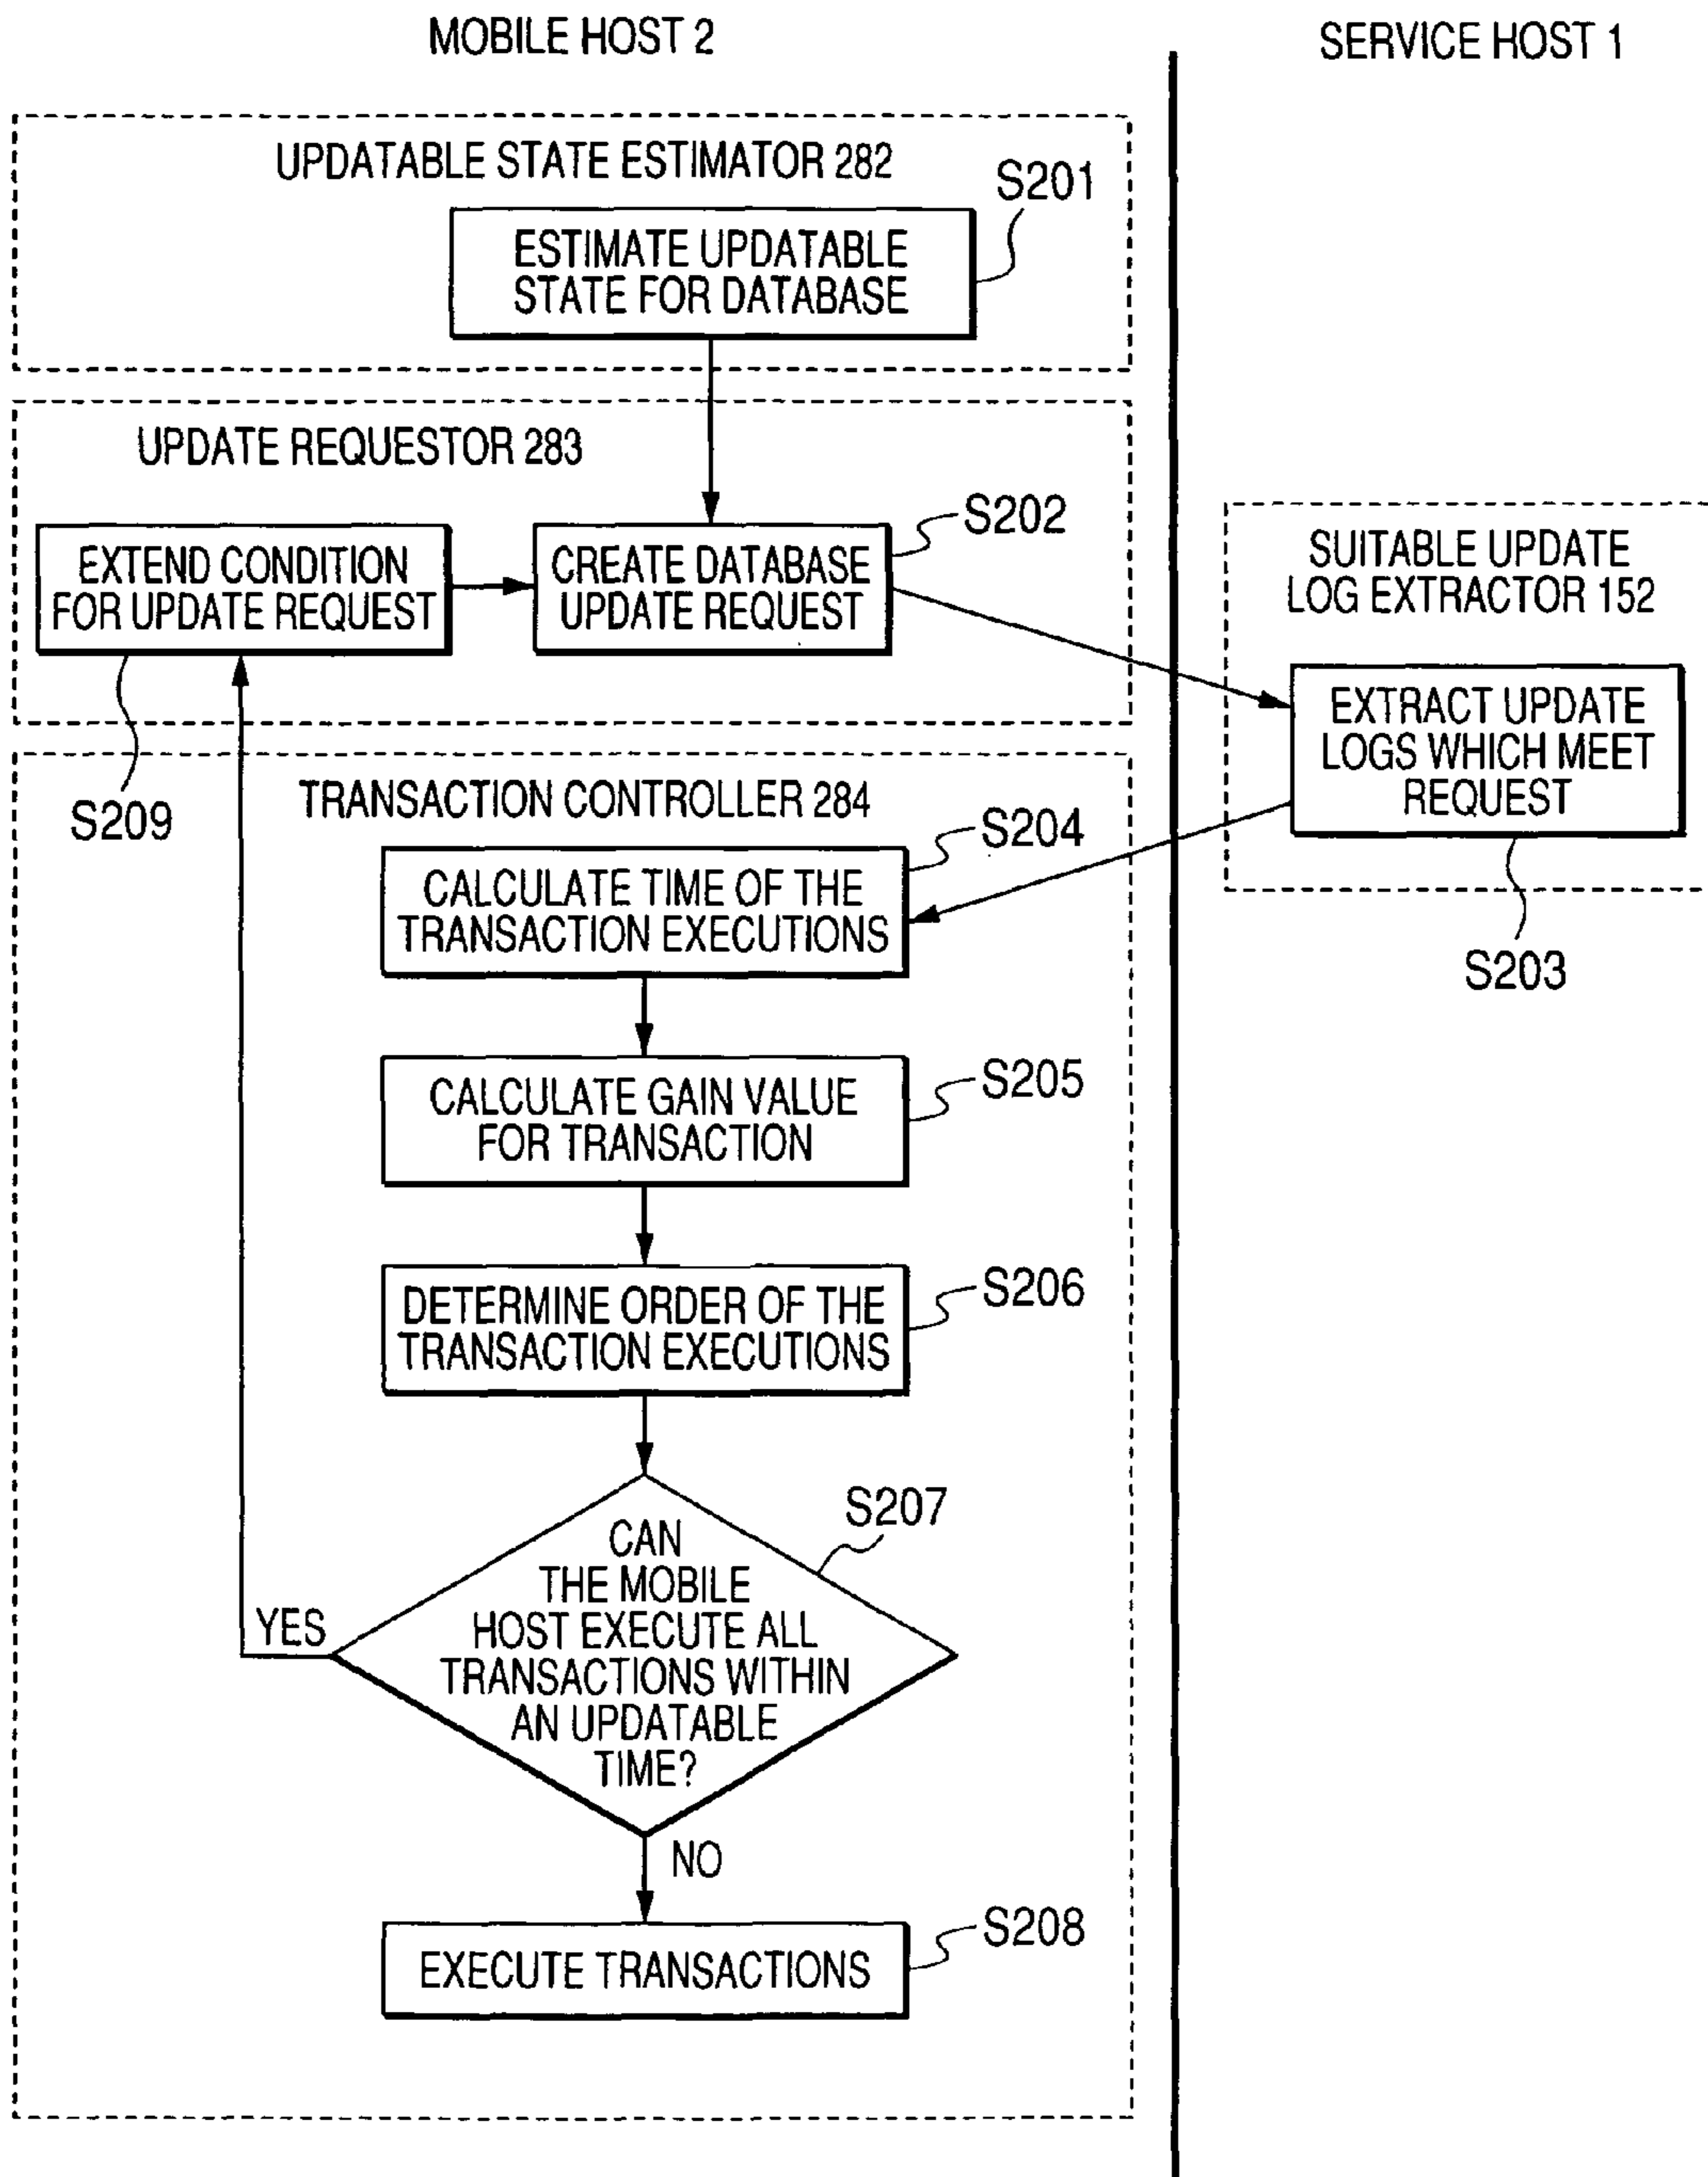 MOBILE HOST 2
SERVICE HOST 1
UPDATABLE STATE ESTIMATOR 282
S201
ESTIMATE UPDATABLE
STATE FOR DATABASE
UPDATE REQUESTOR 283
S202
EXTEND CONDITION
FOR UPDATE REQUEST
CREATE DATABASE
UPDATE REQUEST
SUITABLE UPDATE
LOG EXTRACTOR 152
EXTRACT UPDATE
LOGS WHICH MEET
REQUEST
S209
S203
TRANSACTION CONTROLLER 284
S204
CALCULATE TIME OF THE
TRANSACTION EXECUTIONS
S205
CALCULATE GAIN VALUE
FOR TRANSACTION
S206
DETERMINE ORDER OF THE
TRANSACTION EXECUTIONS
S207
CAN
THE MOBILE
HOST EXECUTE ALL
TRANSACTIONS WITHIN
AN UPDATABLE
TIME?
YES
NO
S208
EXECUTE TRANSACTIONS